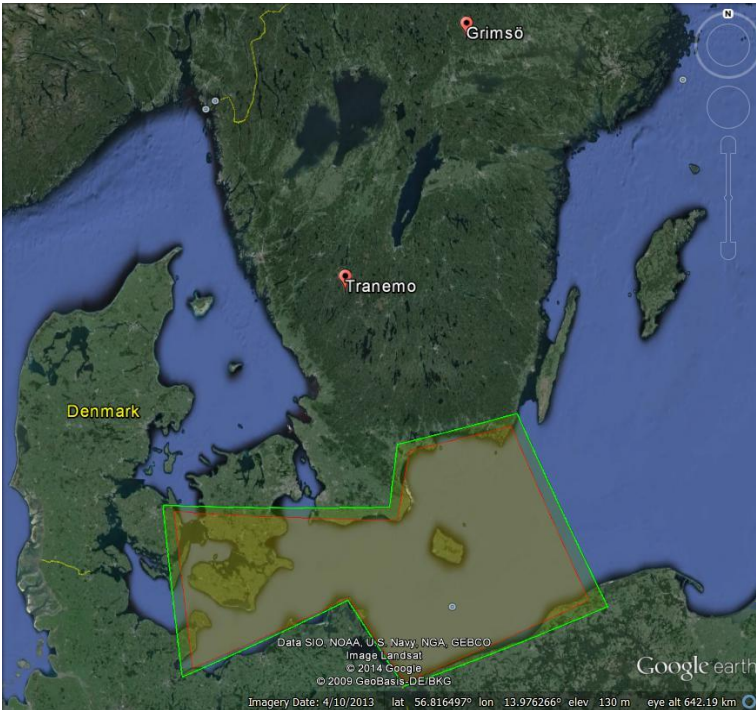 N
Grimsö
Tranemo
Denmark
Data SIO, NOAA, U.S. Navy, NGA, GEBCO
Image Landsat
© 2014 Google
© 2009 GeoBasis-DE/BKG
Google earth
Imagery Date: 4/10/2013 lat 56.816497° lon 13.976266° elev 130 m eye alt 642.19 km